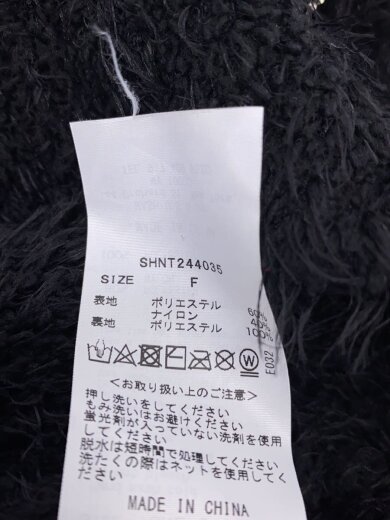 SHNT244035
SIZE F
表地 ポリエステル 60%
ナイロン 40%
裏地 ポリエステル 100%
F032
<お取り扱い上のご注意>
押し洗いをしてください
もみ洗いはお避けください
蛍光剤が入っていない洗剤を使用
してください
脱水は短時間で処理してください
洗たくの際はネットを使用してく
ださい
MADE IN CHINA